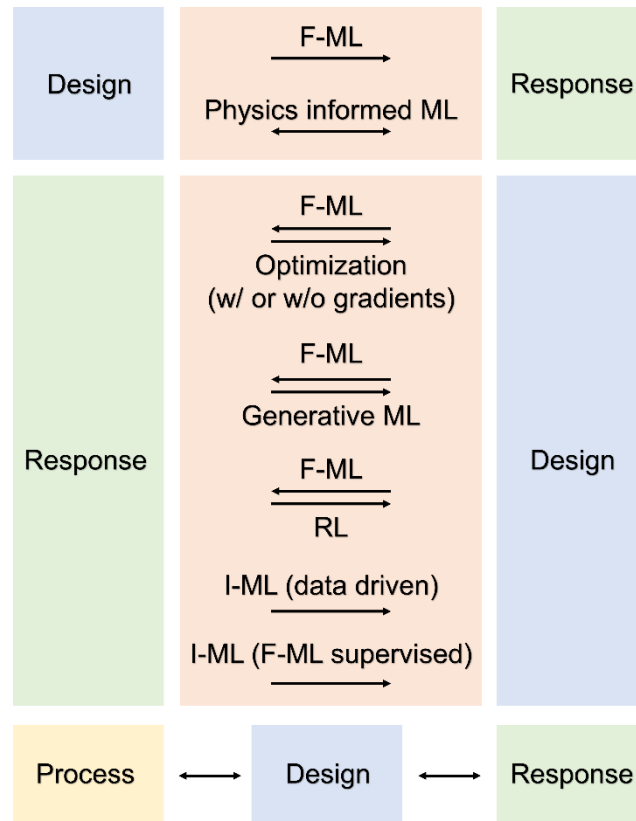 F-ML
Design
Physics informed ML
Response
F-ML
Optimization
(w/ or w/o gradients)
F-ML
Generative ML
Response
F-ML
RL
I-ML (data driven)
I-ML (F-ML supervised)
Design
Process
Design
Response